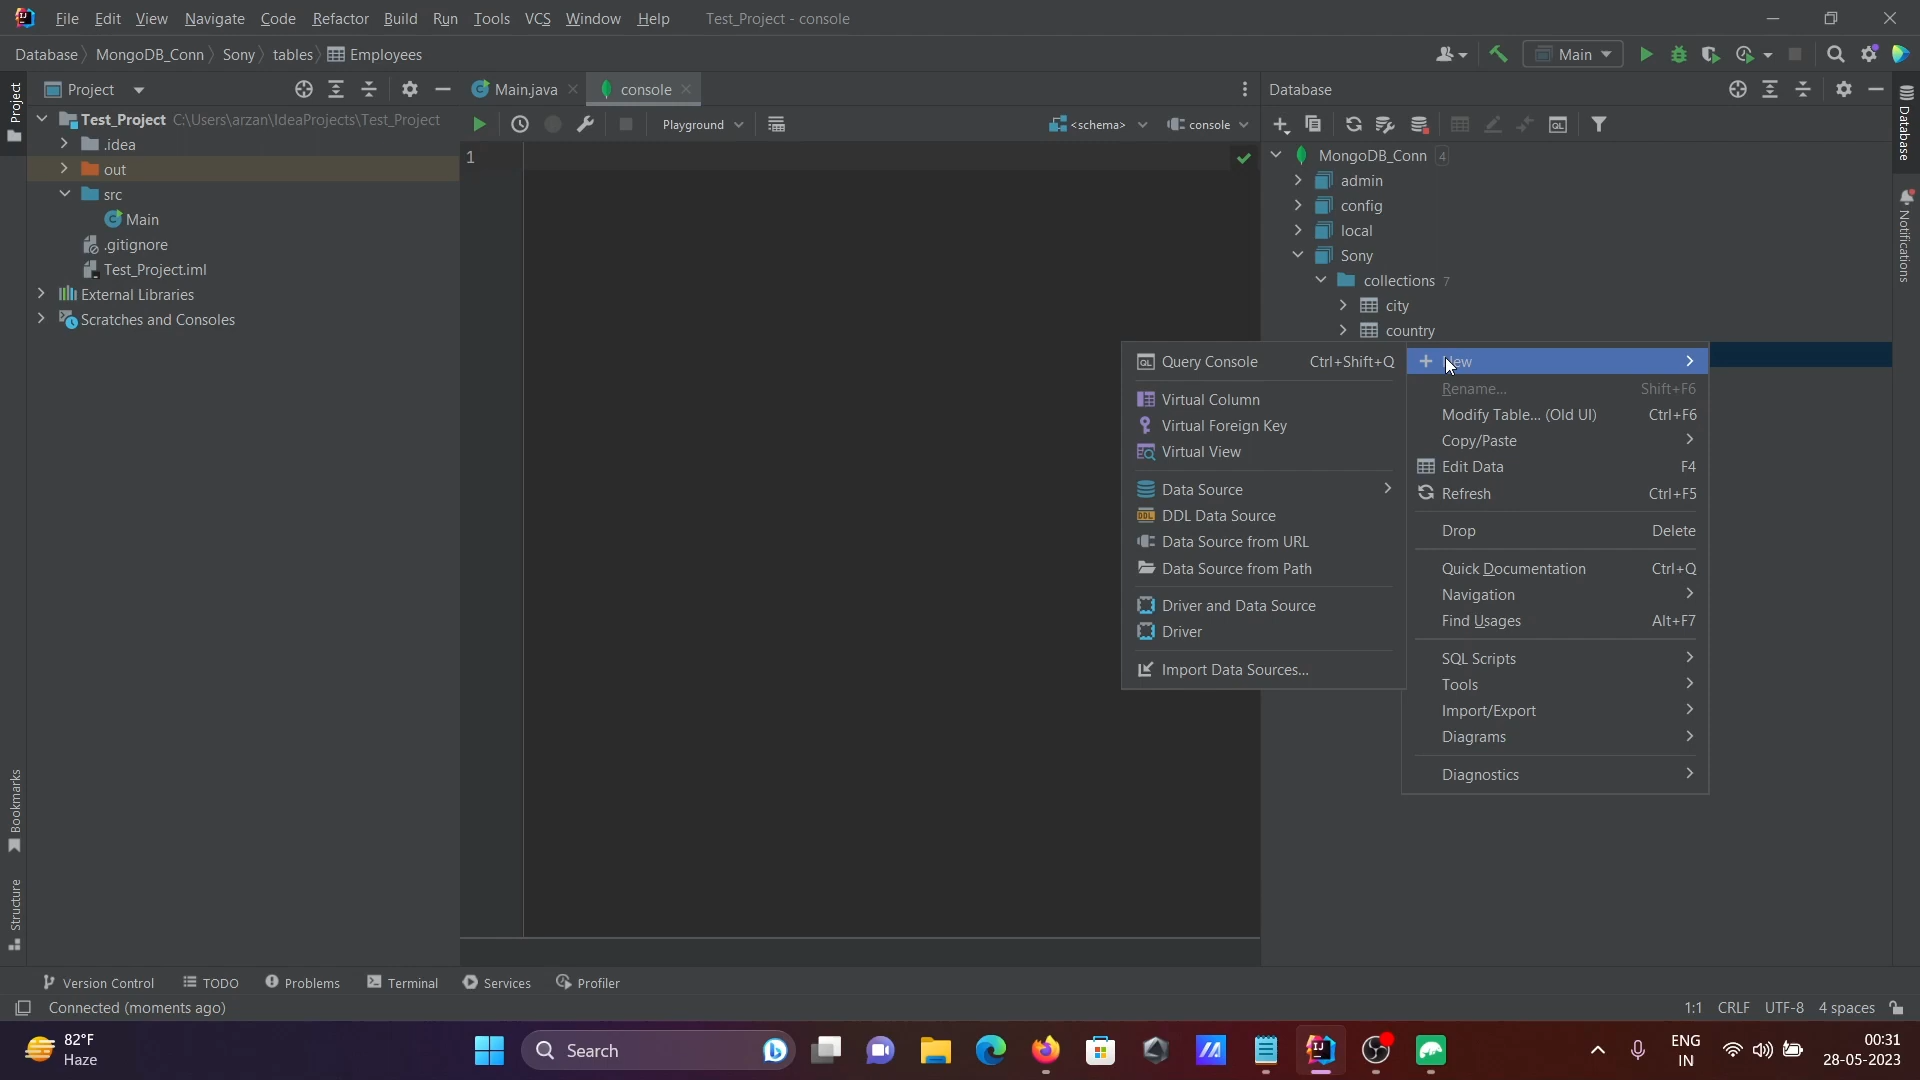 File Edit View Navigate Code Refactor Build Run Tools VCS Window Help Test_Project - console
Database MongoDB_Conn Sony tables Employees
Main
Project
Main.java
console
Database
Test_Project C:\Users\arzan\IdeaProjects\Test_Project
.idea
out
src
Main
.gitignore
Test_Project.iml
External Libraries
Scratches and Consoles
Project
Bookmarks
Structure
Playground
<schema>
console
1
MongoDB_Conn 4
admin
config
local
Sony
collections 7
city
country
Database
Notifications
Query Console Ctrl+Shift+Q
Virtual Column
Virtual Foreign Key
Virtual View
Data Source
DDL Data Source
Data Source from URL
Data Source from Path
Driver and Data Source
Driver
Import Data Sources...
New
Rename... Shift+F6
Modify Table... (Old UI) Ctrl+F6
Copy/Paste
Edit Data F4
Refresh Ctrl+F5
Drop Delete
Quick Documentation Ctrl+Q
Navigation
Find Usages Alt+F7
SQL Scripts
Tools
Import/Export
Diagrams
Diagnostics
Version Control TODO Problems Terminal Services Profiler
Connected (moments ago)
1:1 CRLF UTF-8 4 spaces
82°F
Haze
Search
ENG
IN
00:31
28-05-2023